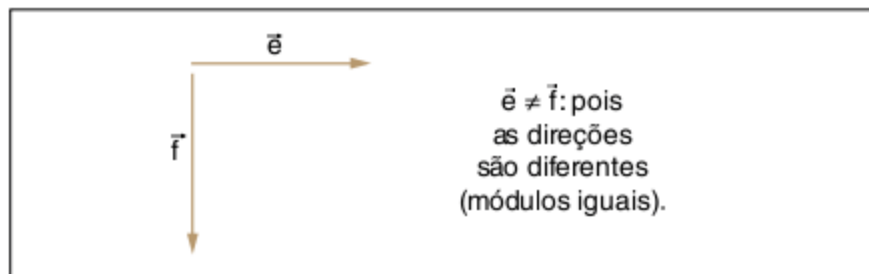 e⃗
f⃗
e⃗ ≠ f⃗: pois
as direções
são diferentes
(módulos iguais).